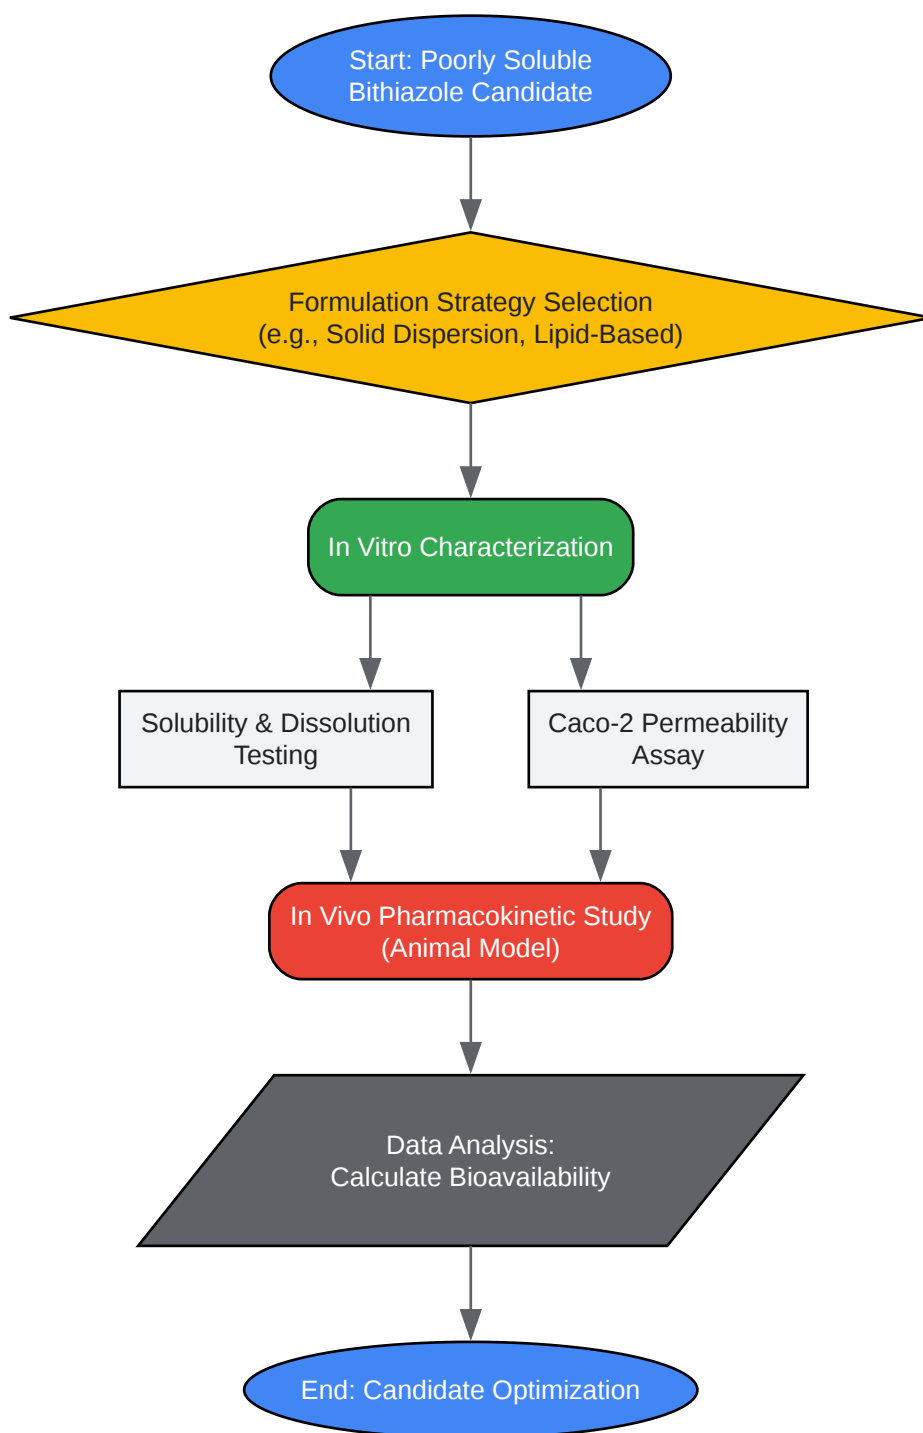 Start: Poorly Soluble
Bithiazole Candidate
Formulation Strategy Selection
(e.g., Solid Dispersion, Lipid-Based)
In Vitro Characterization
Solubility & Dissolution
Testing
Caco-2 Permeability
Assay
In Vivo Pharmacokinetic Study
(Animal Model)
Data Analysis:
Calculate Bioavailability
End: Candidate Optimization